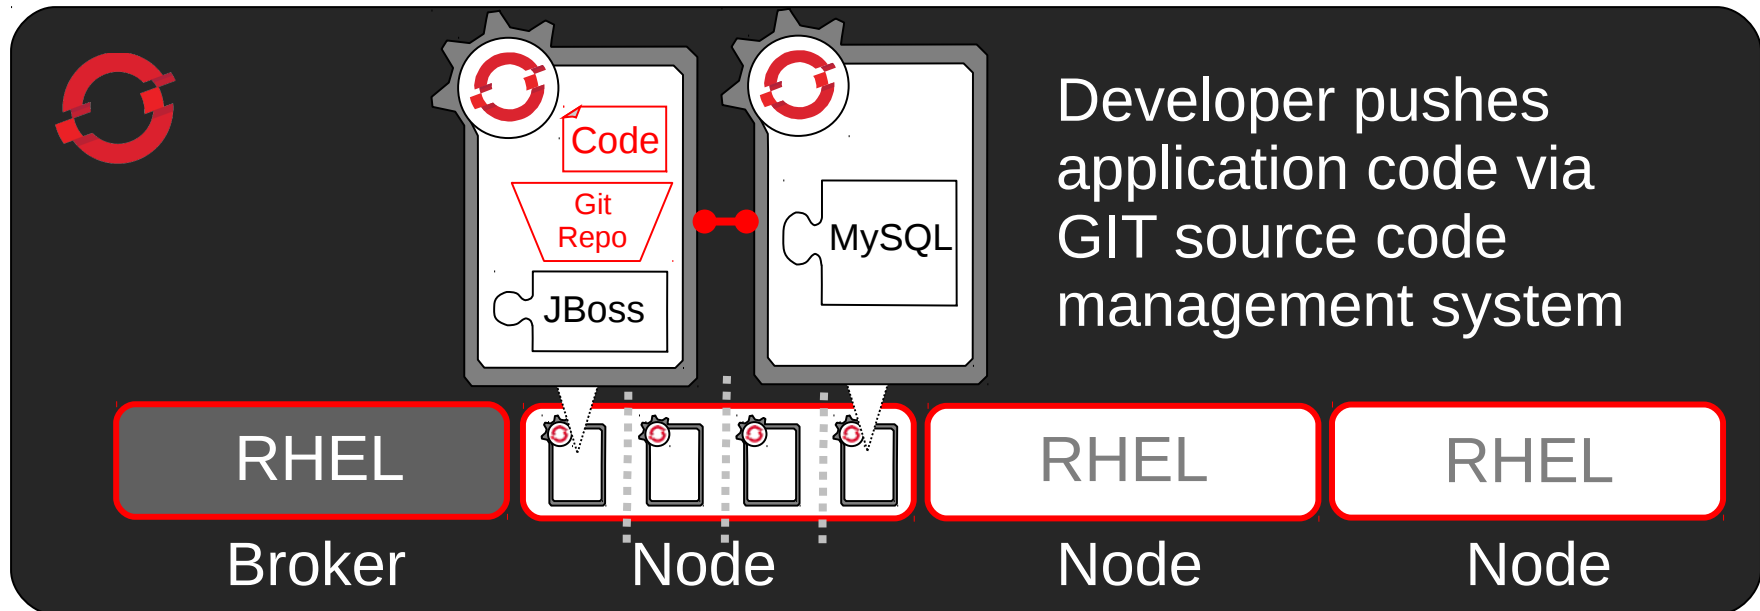 Code
Git
Repo
JBoss
MySQL
Developer pushes
application code via
GIT source code
management system
RHEL
RHEL
RHEL
Broker
Node
Node
Node